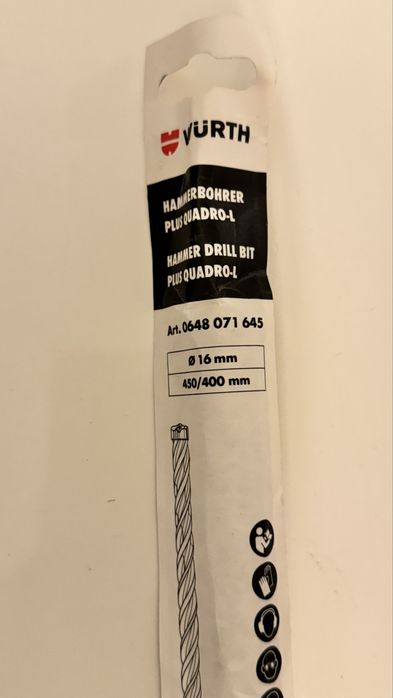 WÜRTH
HAMMERBOHRER
PLUS QUADRO-L
HAMMER DRILL BIT
PLUS QUADRO-L
Art. 0648 071 645
Ø 16 mm
450/400 mm